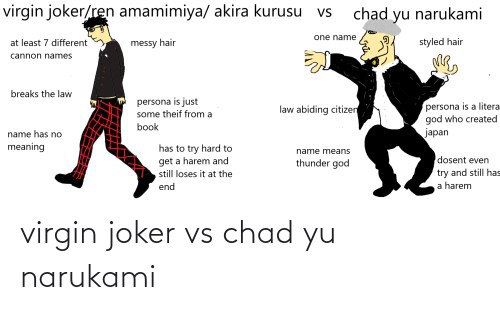 virgin joker/ren amamimiya/ akira kurusu vs chad yu narukami
at least 7 different
cannon names
messy hair
breaks the law
persona is just
some theif from a
book
name has no
meaning
has to try hard to
get a harem and
still loses it at the
end
one name
styled hair
law abiding citizen
persona is a litera
god who created
japan
name means
thunder god
dosent even
try and still has
a harem
virgin joker vs chad yu
narukami